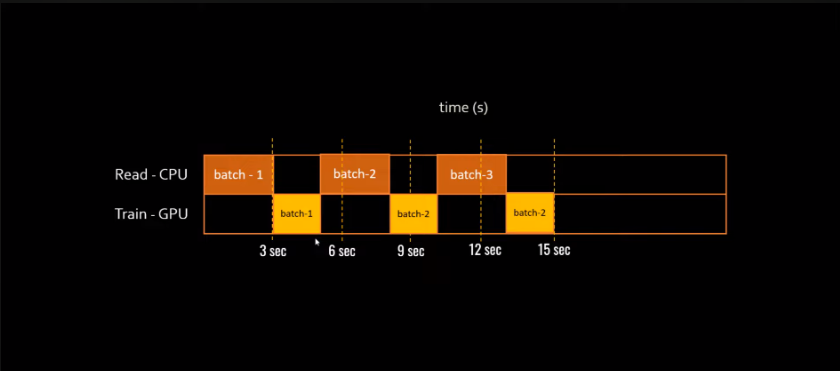 time (s)
Read - CPU batch - 1 batch-2 batch-3
Train - GPU batch-1 batch-2 batch-2
3 sec 6 sec 9 sec 12 sec 15 sec